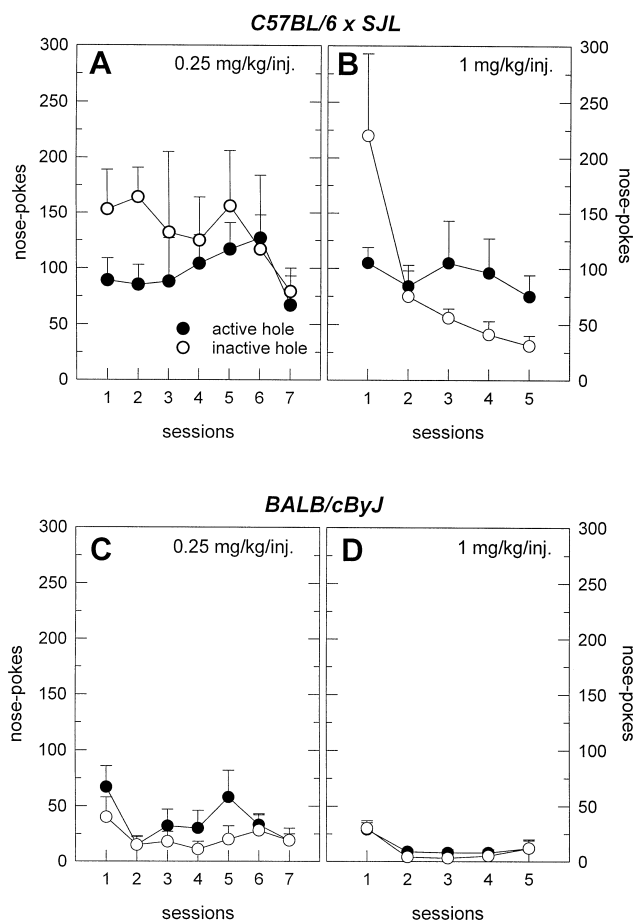 C57BL/6 x SJL
A 0.25 mg/kg/inj.
B 1 mg/kg/inj.
300
250
200
150
100
50
0
nose-pokes
active hole
inactive hole
1 2 3 4 5 6 7
sessions
300
250
200
150
100
50
0
nose-pokes
1 2 3 4 5
sessions
BALB/cByJ
C 0.25 mg/kg/inj.
D 1 mg/kg/inj.
300
250
200
150
100
50
0
nose-pokes
1 2 3 4 5 6 7
sessions
300
250
200
150
100
50
0
nose-pokes
1 2 3 4 5
sessions